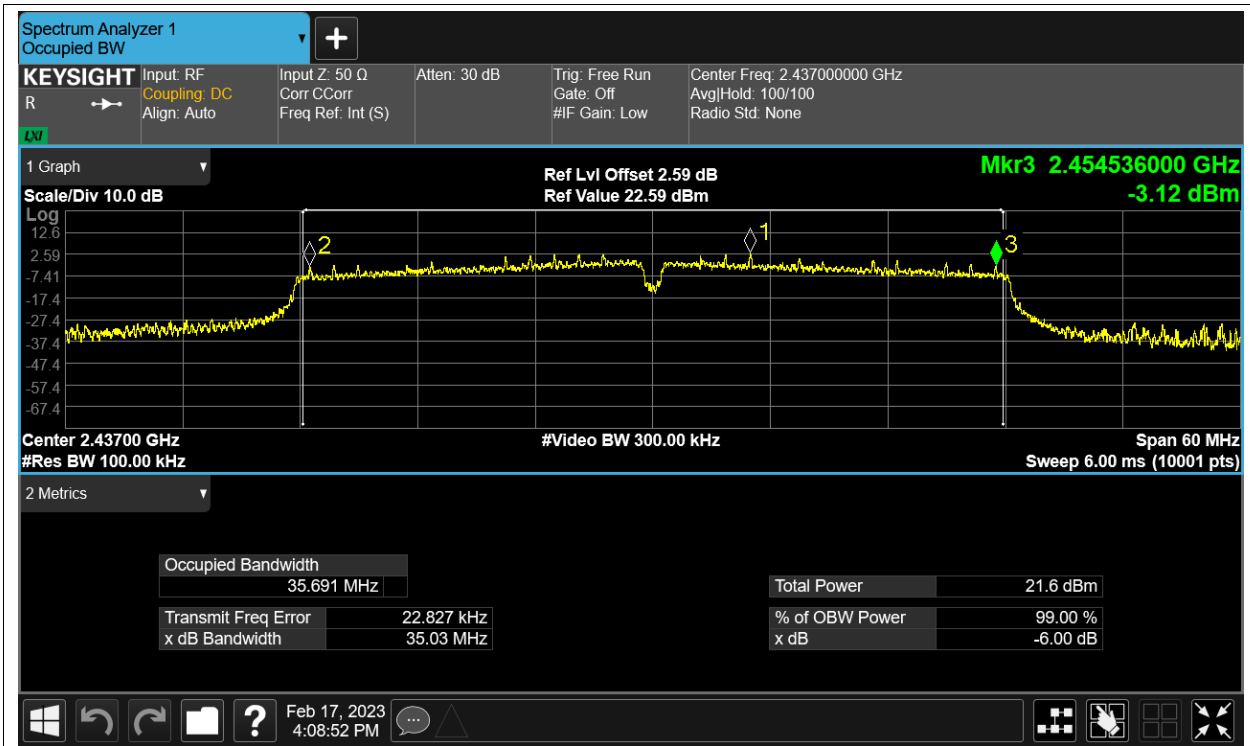 Spectrum Analyzer 1
Occupied BW
+
KEYSIGHT
R
LXI
Input: RF
Coupling: DC
Align: Auto
Input Z: 50 Ω
Corr CCorr
Freq Ref: Int (S)
Atten: 30 dB
Trig: Free Run
Gate: Off
#IF Gain: Low
Center Freq: 2.437000000 GHz
Avg|Hold: 100/100
Radio Std: None
1 Graph
Scale/Div 10.0 dB
Ref Lvl Offset 2.59 dB
Ref Value 22.59 dBm
Mkr3 2.454536000 GHz
-3.12 dBm
Log
12.6
2.59
-7.41
-17.4
-27.4
-37.4
-47.4
-57.4
-67.4
2
1
3
Center 2.43700 GHz
#Video BW 300.00 kHz
Span 60 MHz
#Res BW 100.00 kHz
Sweep 6.00 ms (10001 pts)
2 Metrics
Occupied Bandwidth
35.691 MHz
Transmit Freq Error 22.827 kHz
x dB Bandwidth 35.03 MHz
Total Power 21.6 dBm
% of OBW Power 99.00 %
x dB -6.00 dB
?
Feb 17, 2023
4:08:52 PM